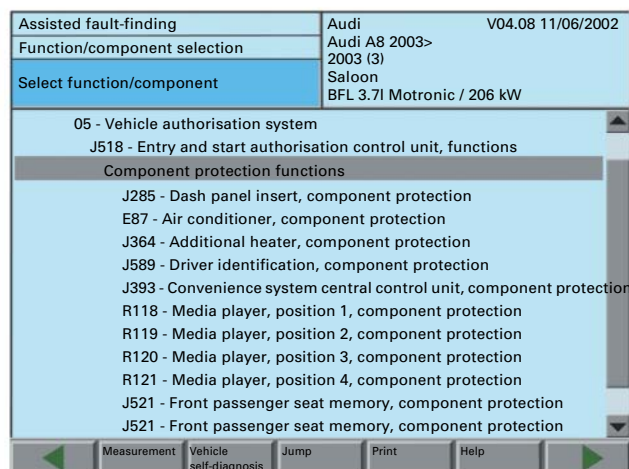 Assisted fault-finding
Function/component selection
Select function/component
Audi V04.08 11/06/2002
Audi A8 2003>
2003 (3)
Saloon
BFL 3.7l Motronic / 206 kW
05 - Vehicle authorisation system
J518 - Entry and start authorisation control unit, functions
Component protection functions
J285 - Dash panel insert, component protection
E87 - Air conditioner, component protection
J364 - Additional heater, component protection
J589 - Driver identification, component protection
J393 - Convenience system central control unit, component protection
R118 - Media player, position 1, component protection
R119 - Media player, position 2, component protection
R120 - Media player, position 3, component protection
R121 - Media player, position 4, component protection
J521 - Front passenger seat memory, component protection
J521 - Front passenger seat memory, component protection
Measurement Vehicle Jump Print Help
self-diagnosis